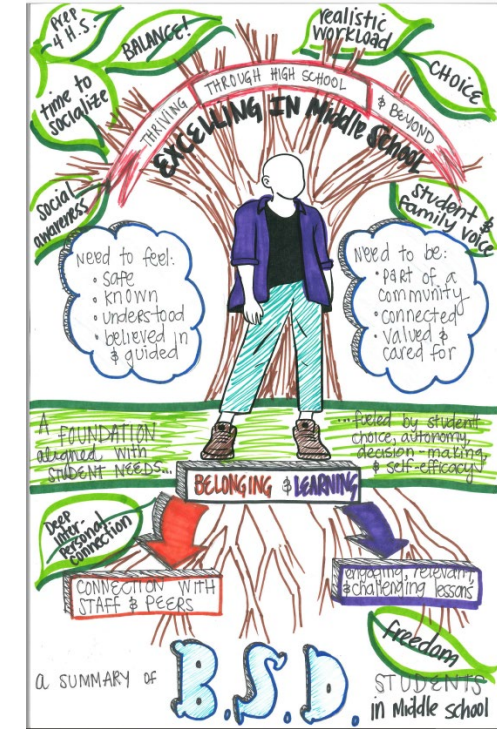 Prep
4 H.S.
BALANCE!
realistic
workload
CHOICE
time to
socialize
THRIVING THROUGH HIGH SCHOOL & BEYOND
EXCELLING IN Middle School
Social
awareness
Student &
Family Voice
Need to feel:
• safe
• known
• understood
• believed in
& guided
Need to be:
• part of a
community
• connected
• valued &
cared for
A FOUNDATION
aligned with
STUDENT NEEDS...
...fueled by student
choice, autonomy,
decision-making,
& self-efficacy
BELONGING & LEARNING
Deep
Inter-
Personal
connection
CONNECTION WITH
STAFF & PEERS
engaging, relevant,
& challenging lessons
freedom
a SUMMARY OF B.S.D. STUDENTS
in Middle school